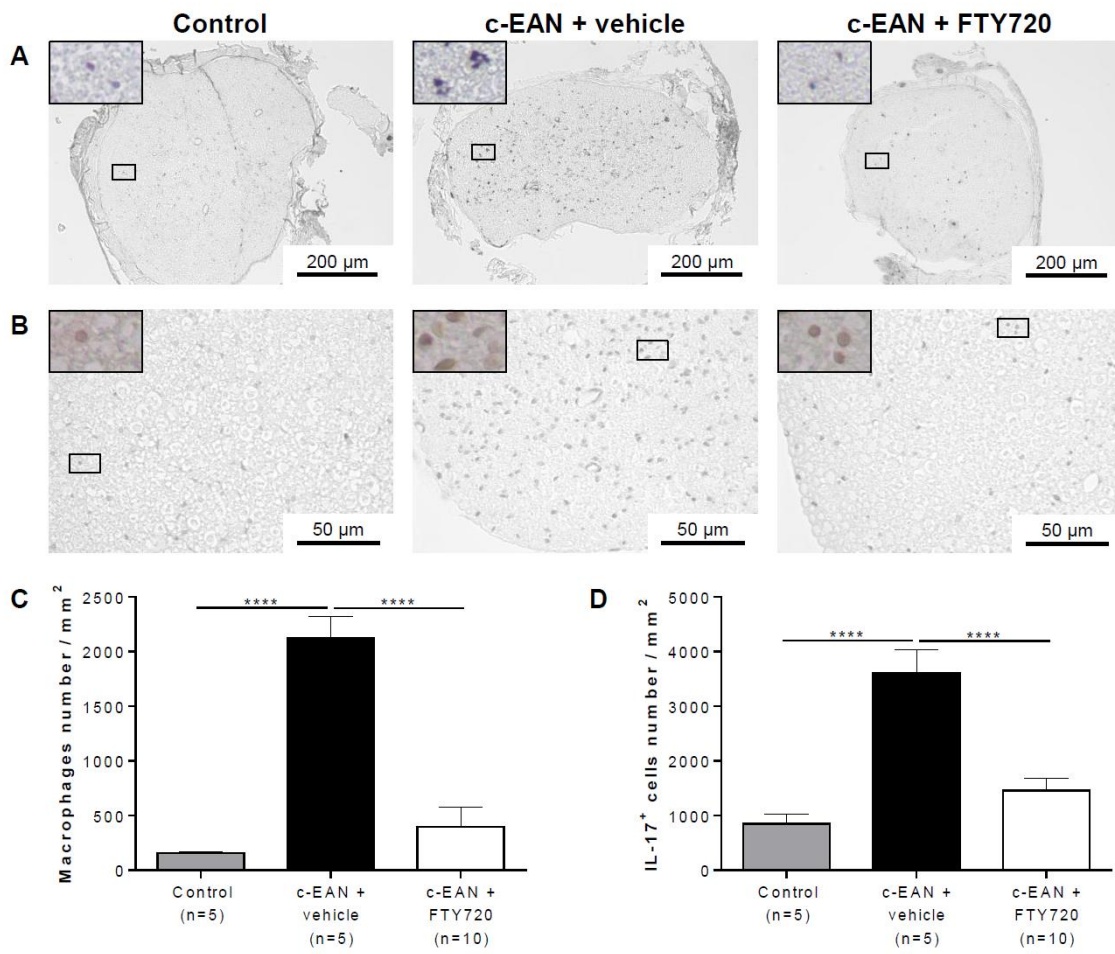 Control
c-EAN + vehicle
c-EAN + FTY720
A
200 µm
200 µm
200 µm
B
50 µm
50 µm
50 µm
C
Macrophages number / mm²
2500
2000
1500
1000
500
0
****
****
Control
(n=5)
c-EAN +
vehicle
(n=5)
c-EAN +
FTY720
(n=10)
D
IL-17⁺ cells number / mm²
5000
4000
3000
2000
1000
0
****
****
Control
(n=5)
c-EAN +
vehicle
(n=5)
c-EAN +
FTY720
(n=10)